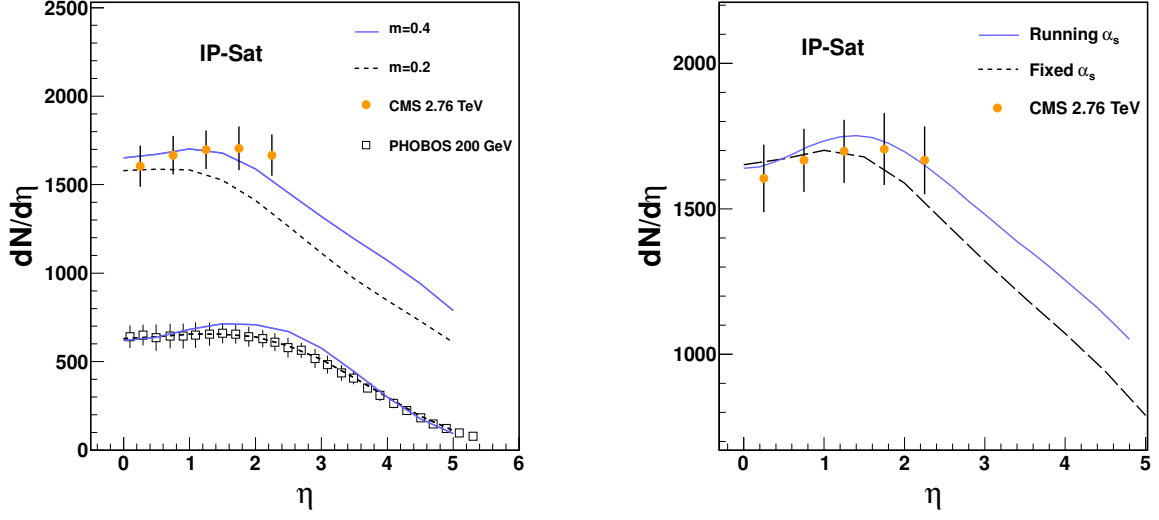 IP-Sat
m=0.4
m=0.2
CMS 2.76 TeV
PHOBOS 200 GeV
dN/dη
2500
2000
1500
1000
500
0
0 1 2 3 4 5 6
η
IP-Sat
Running αs
Fixed αs
CMS 2.76 TeV
dN/dη
2000
1500
1000
0 1 2 3 4 5
η